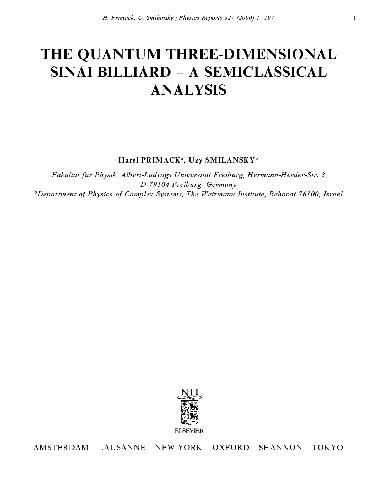 H. Primack, U. Smilansky / Physics Reports 327 (2000) 1–107
1
THE QUANTUM THREE-DIMENSIONAL
SINAI BILLIARD – A SEMICLASSICAL
ANALYSIS
Harel PRIMACK, Uzy SMILANSKY
Fakultät für Physik, Albert-Ludwigs Universität Freiburg, Hermann-Herder-Str. 3,
D-79104 Freiburg, Germany
Department of Physics of Complex Systems, The Weizmann Institute, Rehovot 76100, Israel
NH
ELSEVIER
AMSTERDAM LAUSANNE NEW YORK OXFORD SHANNON TOKYO